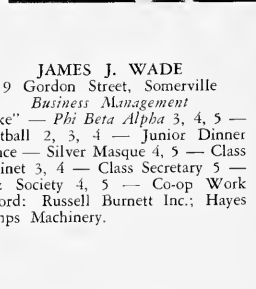 JAMES J. WADE
9 Gordon Street, Somerville
Business Management
ke" — Phi Beta Alpha 3, 4, 5 —
tball 2, 3, 4 — Junior Dinner
nce — Silver Masque 4, 5 — Class
inet 3, 4 — Class Secretary 5 —
Society 4, 5 — Co-op Work
ord: Russell Burnett Inc.; Hayes
mps Machinery.